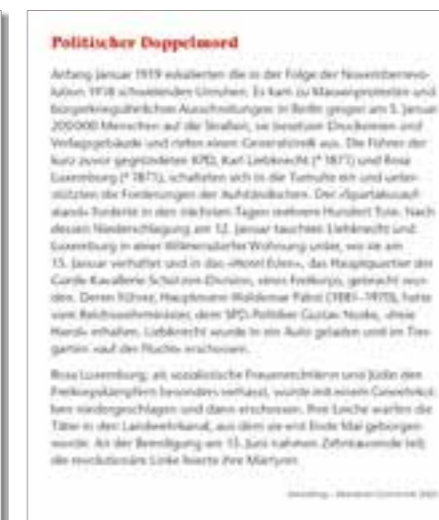 Politischer Doppelmord
Anfang Januar 1919 eskalierten die in der Folge der Novemberrevo-
lution 1918 schwelenden Unruhen. Es kam zu Massenprotesten und
bürgerkriegsähnlichen Ausschreitungen. In Berlin gingen am 5. Januar
200 000 Menschen auf die Straßen, sie besetzten Druckereien und
Verlagsgebäude und riefen einen Generalstreik aus. Die Führer der
kurz zuvor gegründeten KPD, Karl Liebknecht (* 1871) und Rosa
Luxemburg (* 1871), schalteten sich in die Tumulte ein und unter-
stützten die Forderungen der Aufständischen. Der «Spartakusauf-
stand» forderte in den nächsten Tagen mehrere Hundert Tote. Nach
dessen Niederschlagung am 12. Januar tauchten Liebknecht und
Luxemburg in einer Wilmersdorfer Wohnung unter, wo sie am
15. Januar verhaftet und in das «Hotel Eden», das Hauptquartier der
Garde-Kavallerie-Schützen-Division, eines Freikorps, gebracht wur-
den. Deren Führer, Hauptmann Waldemar Pabst (1880–1970), hatte
vom Reichswehrminister, dem SPD-Politiker Gustav Noske, «freie
Hand» erhalten. Liebknecht wurde in ein Auto geladen und im Tier-
garten «auf der Flucht» erschossen.
Rosa Luxemburg, als sozialistische Frauenrechtlerin und Jüdin den
Freikorpskämpfern besonders verhasst, wurde mit einem Gewehrkol-
ben niedergeschlagen und dann erschossen. Ihre Leiche warfen die
Täter in den Landwehrkanal, aus dem sie erst Ende Mai geborgen
wurde. An der Beerdigung am 13. Juni nahmen Zehntausende teil;
die revolutionäre Linke feierte ihre Märtyrer.